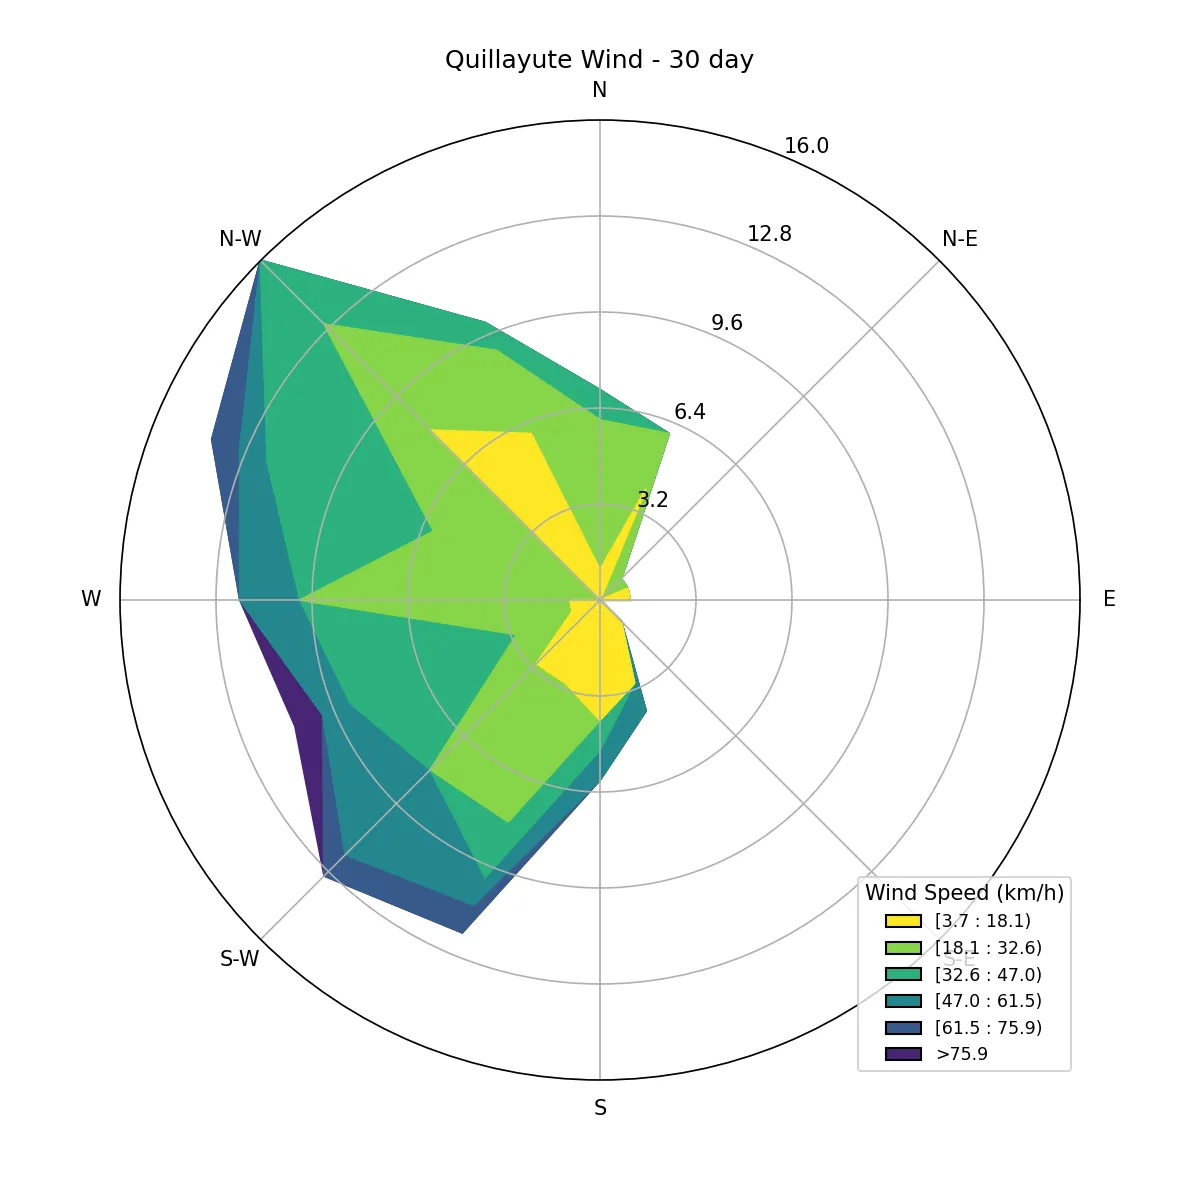 Quillayute Wind - 30 day
N
16.0
12.8
N-W
N-E
9.6
6.4
3.2
W
E
Wind Speed (km/h)
[3.7 : 18.1)
[18.1 : 32.6)
S-W
S-E
[32.6 : 47.0)
[47.0 : 61.5)
[61.5 : 75.9)
>75.9
S